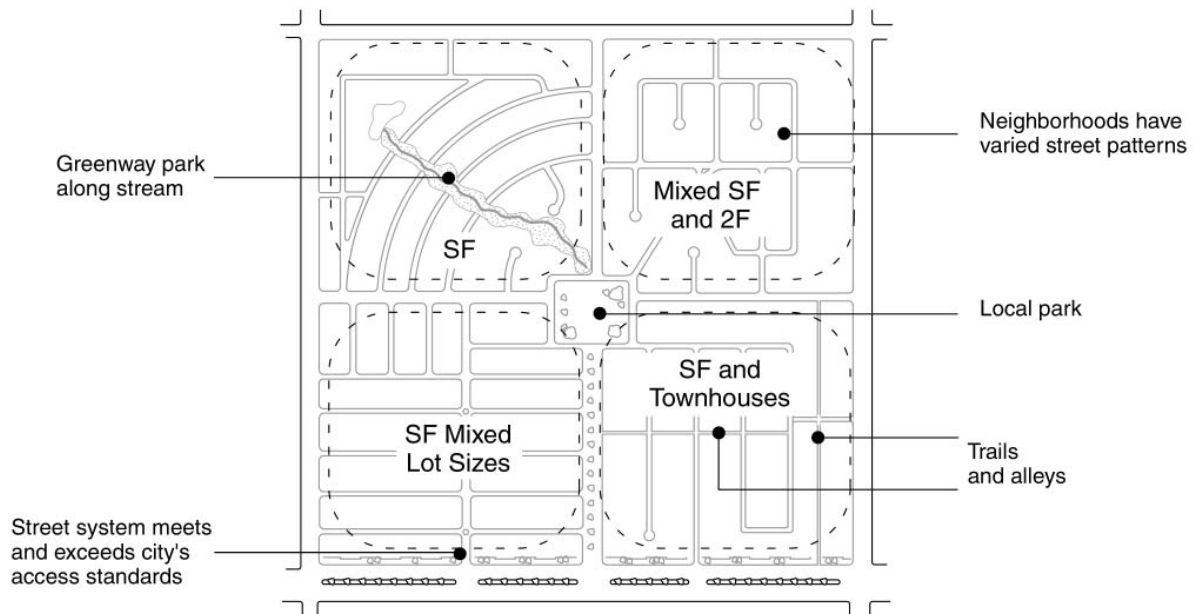 Greenway park
along stream
SF
Mixed SF
and 2F
Neighborhoods have
varied street patterns
Local park
SF and
Townhouses
SF Mixed
Lot Sizes
Trails
and alleys
Street system meets
and exceeds city's
access standards